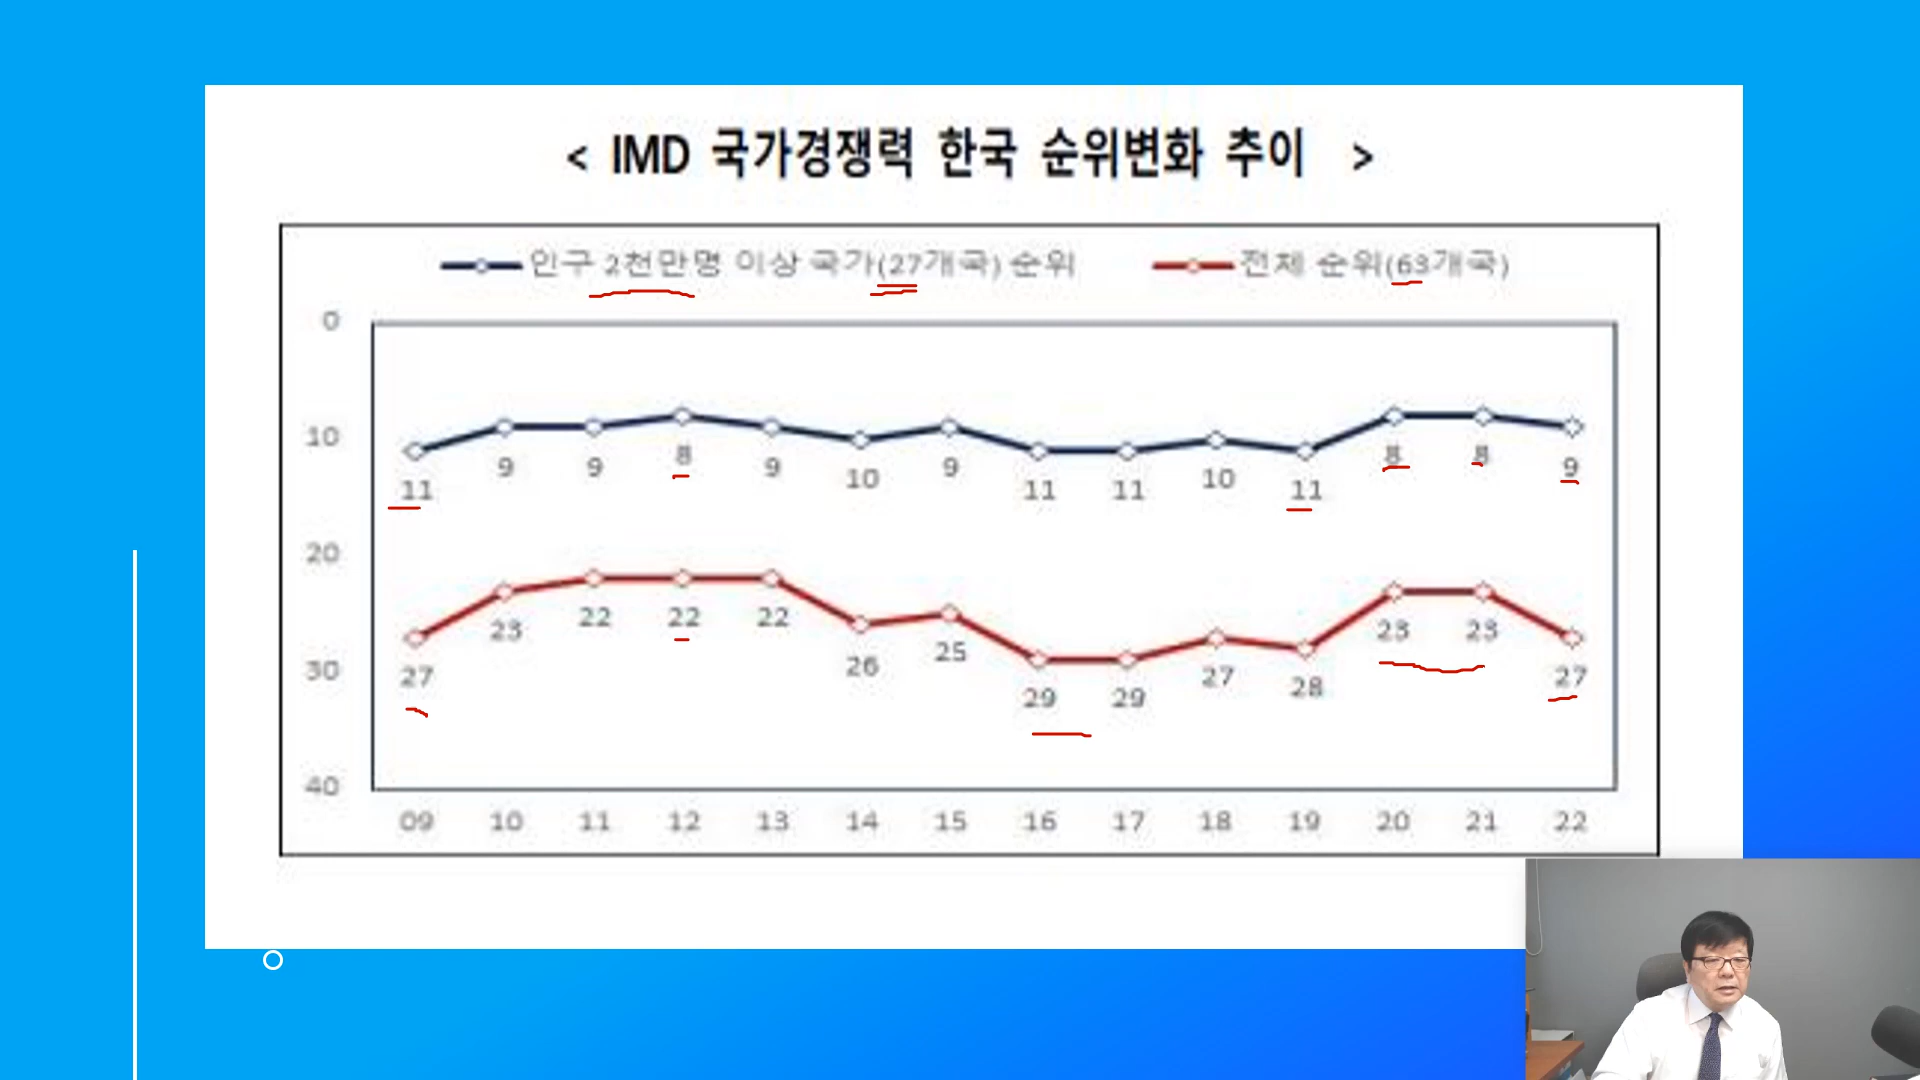 < IMD 국가경쟁력 한국 순위변화 추이 >
인구 2천만명 이상 국가(27개국) 순위 전체 순위(63개국)
0
10
20
30
40
11 9 9 8 9 10 9 11 11 10 11 8 8 9
27 23 22 22 22 26 25 29 29 27 28 23 23 27
09 10 11 12 13 14 15 16 17 18 19 20 21 22